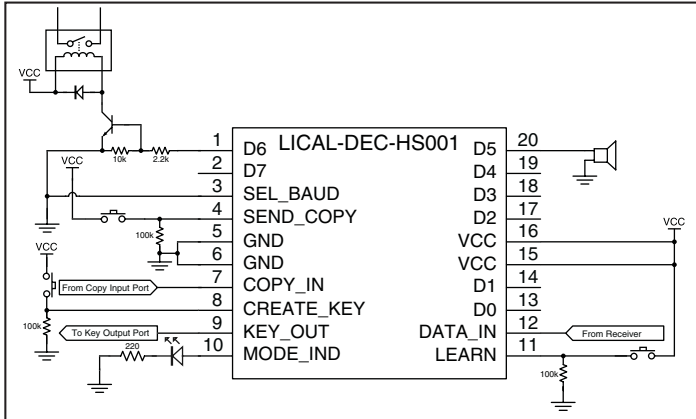 VCC
LICAL-DEC-HS001
10k
2.2k
1 D6
2 D7
3 SEL_BAUD
4 SEND_COPY
5 GND
6 GND
7 COPY_IN
8 CREATE_KEY
9 KEY_OUT
10 MODE_IND
D5 20
D4 19
D3 18
D2 17
VCC 16
VCC 15
D1 14
D0 13
DATA_IN 12
LEARN 11
VCC
100k
VCC
From Copy Input Port
100k
To Key Output Port
220
VCC
From Receiver
100k